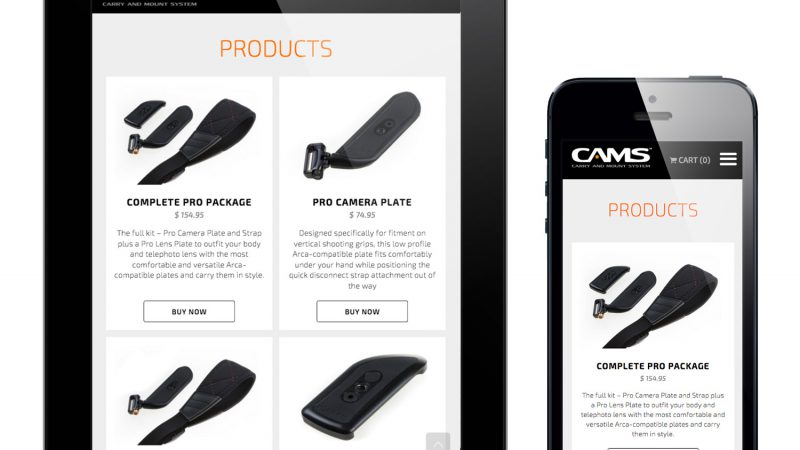 CARRY AND MOUNT SYSTEM
PRODUCTS
COMPLETE PRO PACKAGE
$ 154.95
The full kit – Pro Camera Plate and Strap
plus a Pro Lens Plate to outfit your body
and telephoto lens with the most
comfortable and versatile Arca-
compatible plates and carry them in style.
BUY NOW
PRO CAMERA PLATE
$ 74.95
Designed specifically for fitment on
vertical shooting grips, this low profile
Arca-compatible plate fits comfortably
under your hand while positioning the
quick disconnect strap attachment out of
the way
BUY NOW
CAMS™
CARRY AND MOUNT SYSTEM
CART (0)
PRODUCTS
COMPLETE PRO PACKAGE
$ 154.95
The full kit – Pro Camera Plate and Strap plus
a Pro Lens Plate to outfit your body and
telephoto lens with the most comfortable and
versatile Arca-compatible plates and carry
them in style.